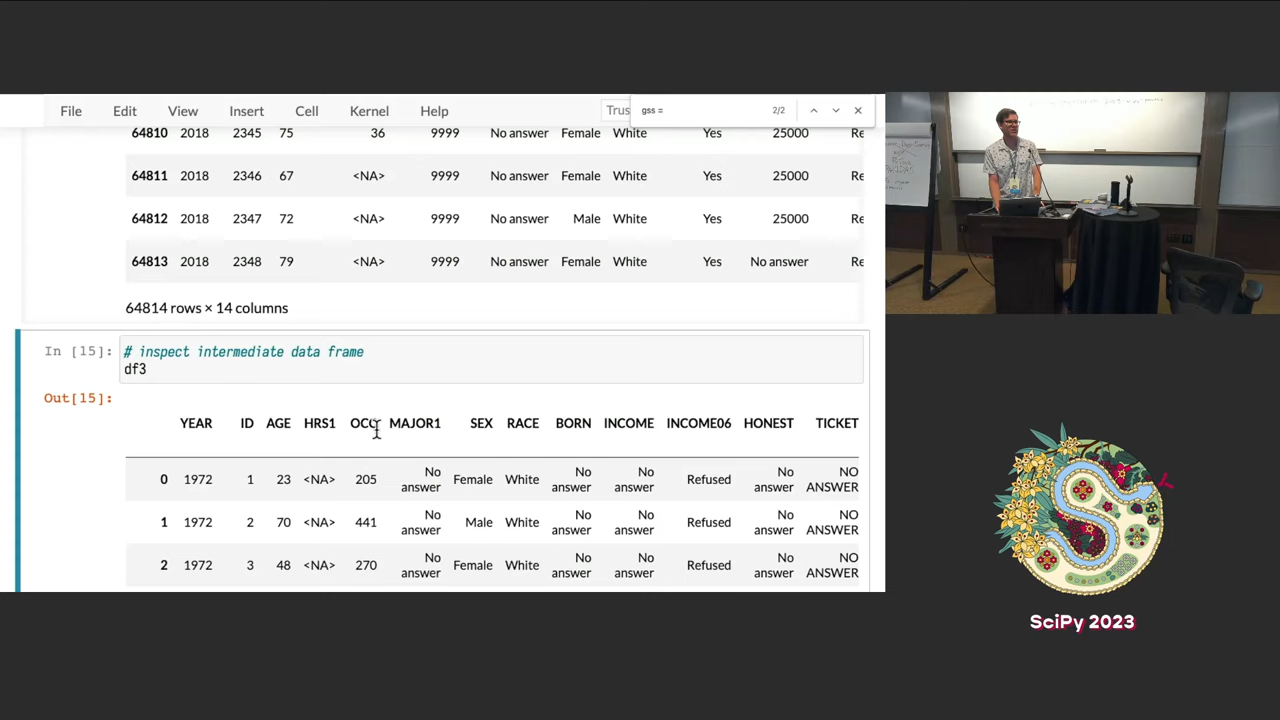 File Edit View Insert Cell Kernel Help Trus gss = 2/2
64810 2018 2345 75 36 9999 No answer Female White Yes 25000 Re
64811 2018 2346 67 <NA> 9999 No answer Female White Yes 25000 Re
64812 2018 2347 72 <NA> 9999 No answer Male White Yes 25000 Re
64813 2018 2348 79 <NA> 9999 No answer Female White Yes No answer Re
64814 rows × 14 columns
In [15]: # inspect intermediate data frame
df3
Out[15]:
YEAR ID AGE HRS1 OCC MAJOR1 SEX RACE BORN INCOME INCOME06 HONEST TICKET
0 1972 1 23 <NA> 205 No answer Female White No answer No answer Refused No answer NO ANSWER
1 1972 2 70 <NA> 441 No answer Male White No answer No answer Refused No answer NO ANSWER
2 1972 3 48 <NA> 270 No answer Female White No answer No answer Refused No answer NO ANSWER
SciPy 2023